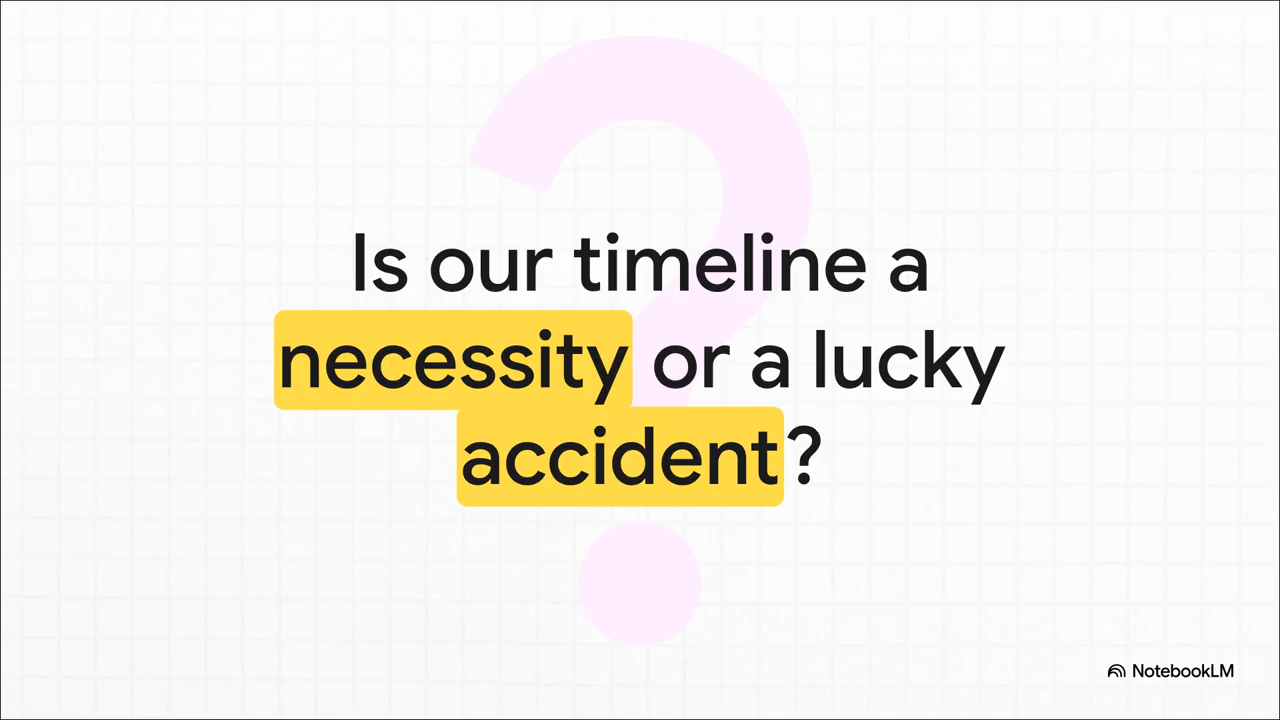 Is our timeline a
necessity or a lucky
accident?
NotebookLM